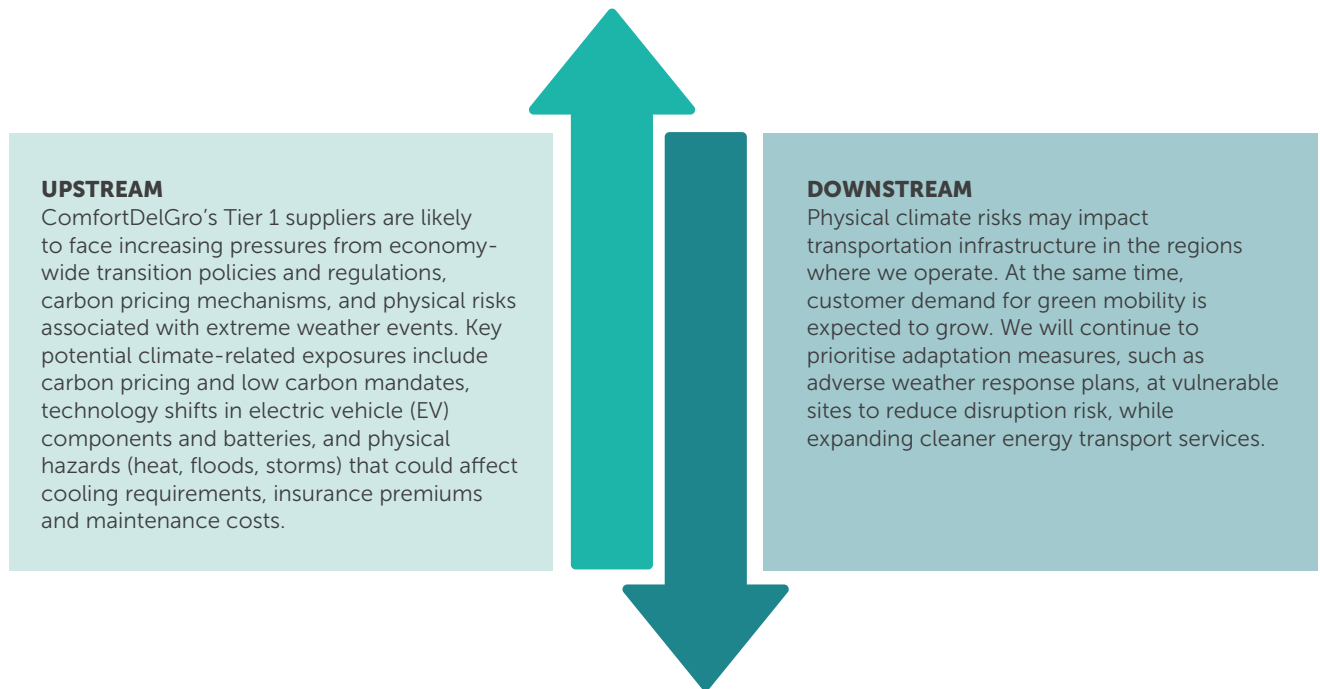 UPSTREAM
ComfortDelGro's Tier 1 suppliers are likely
to face increasing pressures from economy-
wide transition policies and regulations,
carbon pricing mechanisms, and physical risks
associated with extreme weather events. Key
potential climate-related exposures include
carbon pricing and low carbon mandates,
technology shifts in electric vehicle (EV)
components and batteries, and physical
hazards (heat, floods, storms) that could affect
cooling requirements, insurance premiums
and maintenance costs.
DOWNSTREAM
Physical climate risks may impact
transportation infrastructure in the regions
where we operate. At the same time,
customer demand for green mobility is
expected to grow. We will continue to
prioritise adaptation measures, such as
adverse weather response plans, at vulnerable
sites to reduce disruption risk, while
expanding cleaner energy transport services.